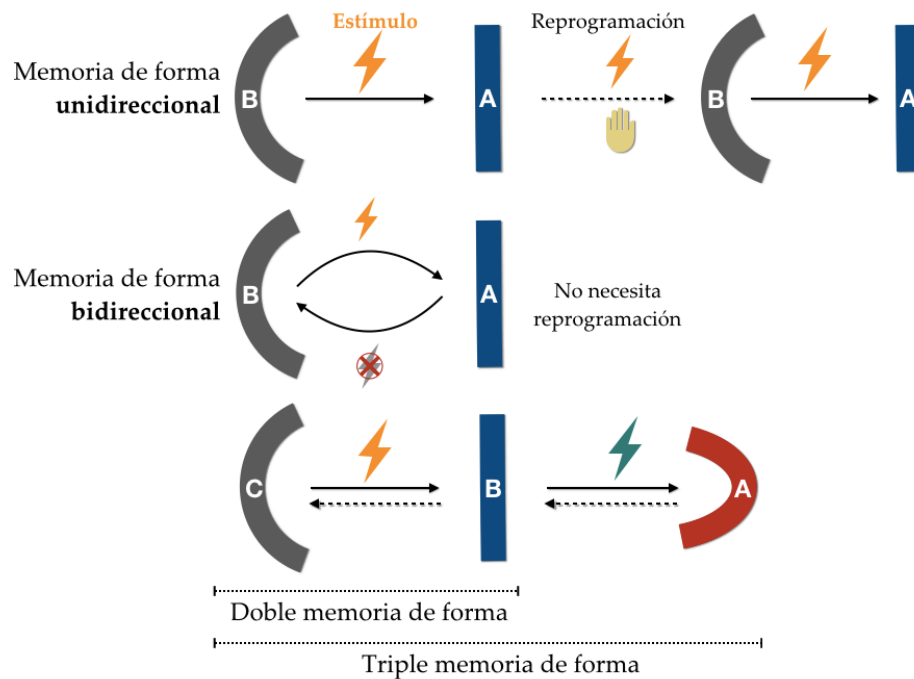 Estímulo
Reprogramación
Memoria de forma
unidireccional
B
A
B
A
Memoria de forma
bidireccional
B
A
No necesita
reprogramación
C
B
A
Doble memoria de forma
Triple memoria de forma